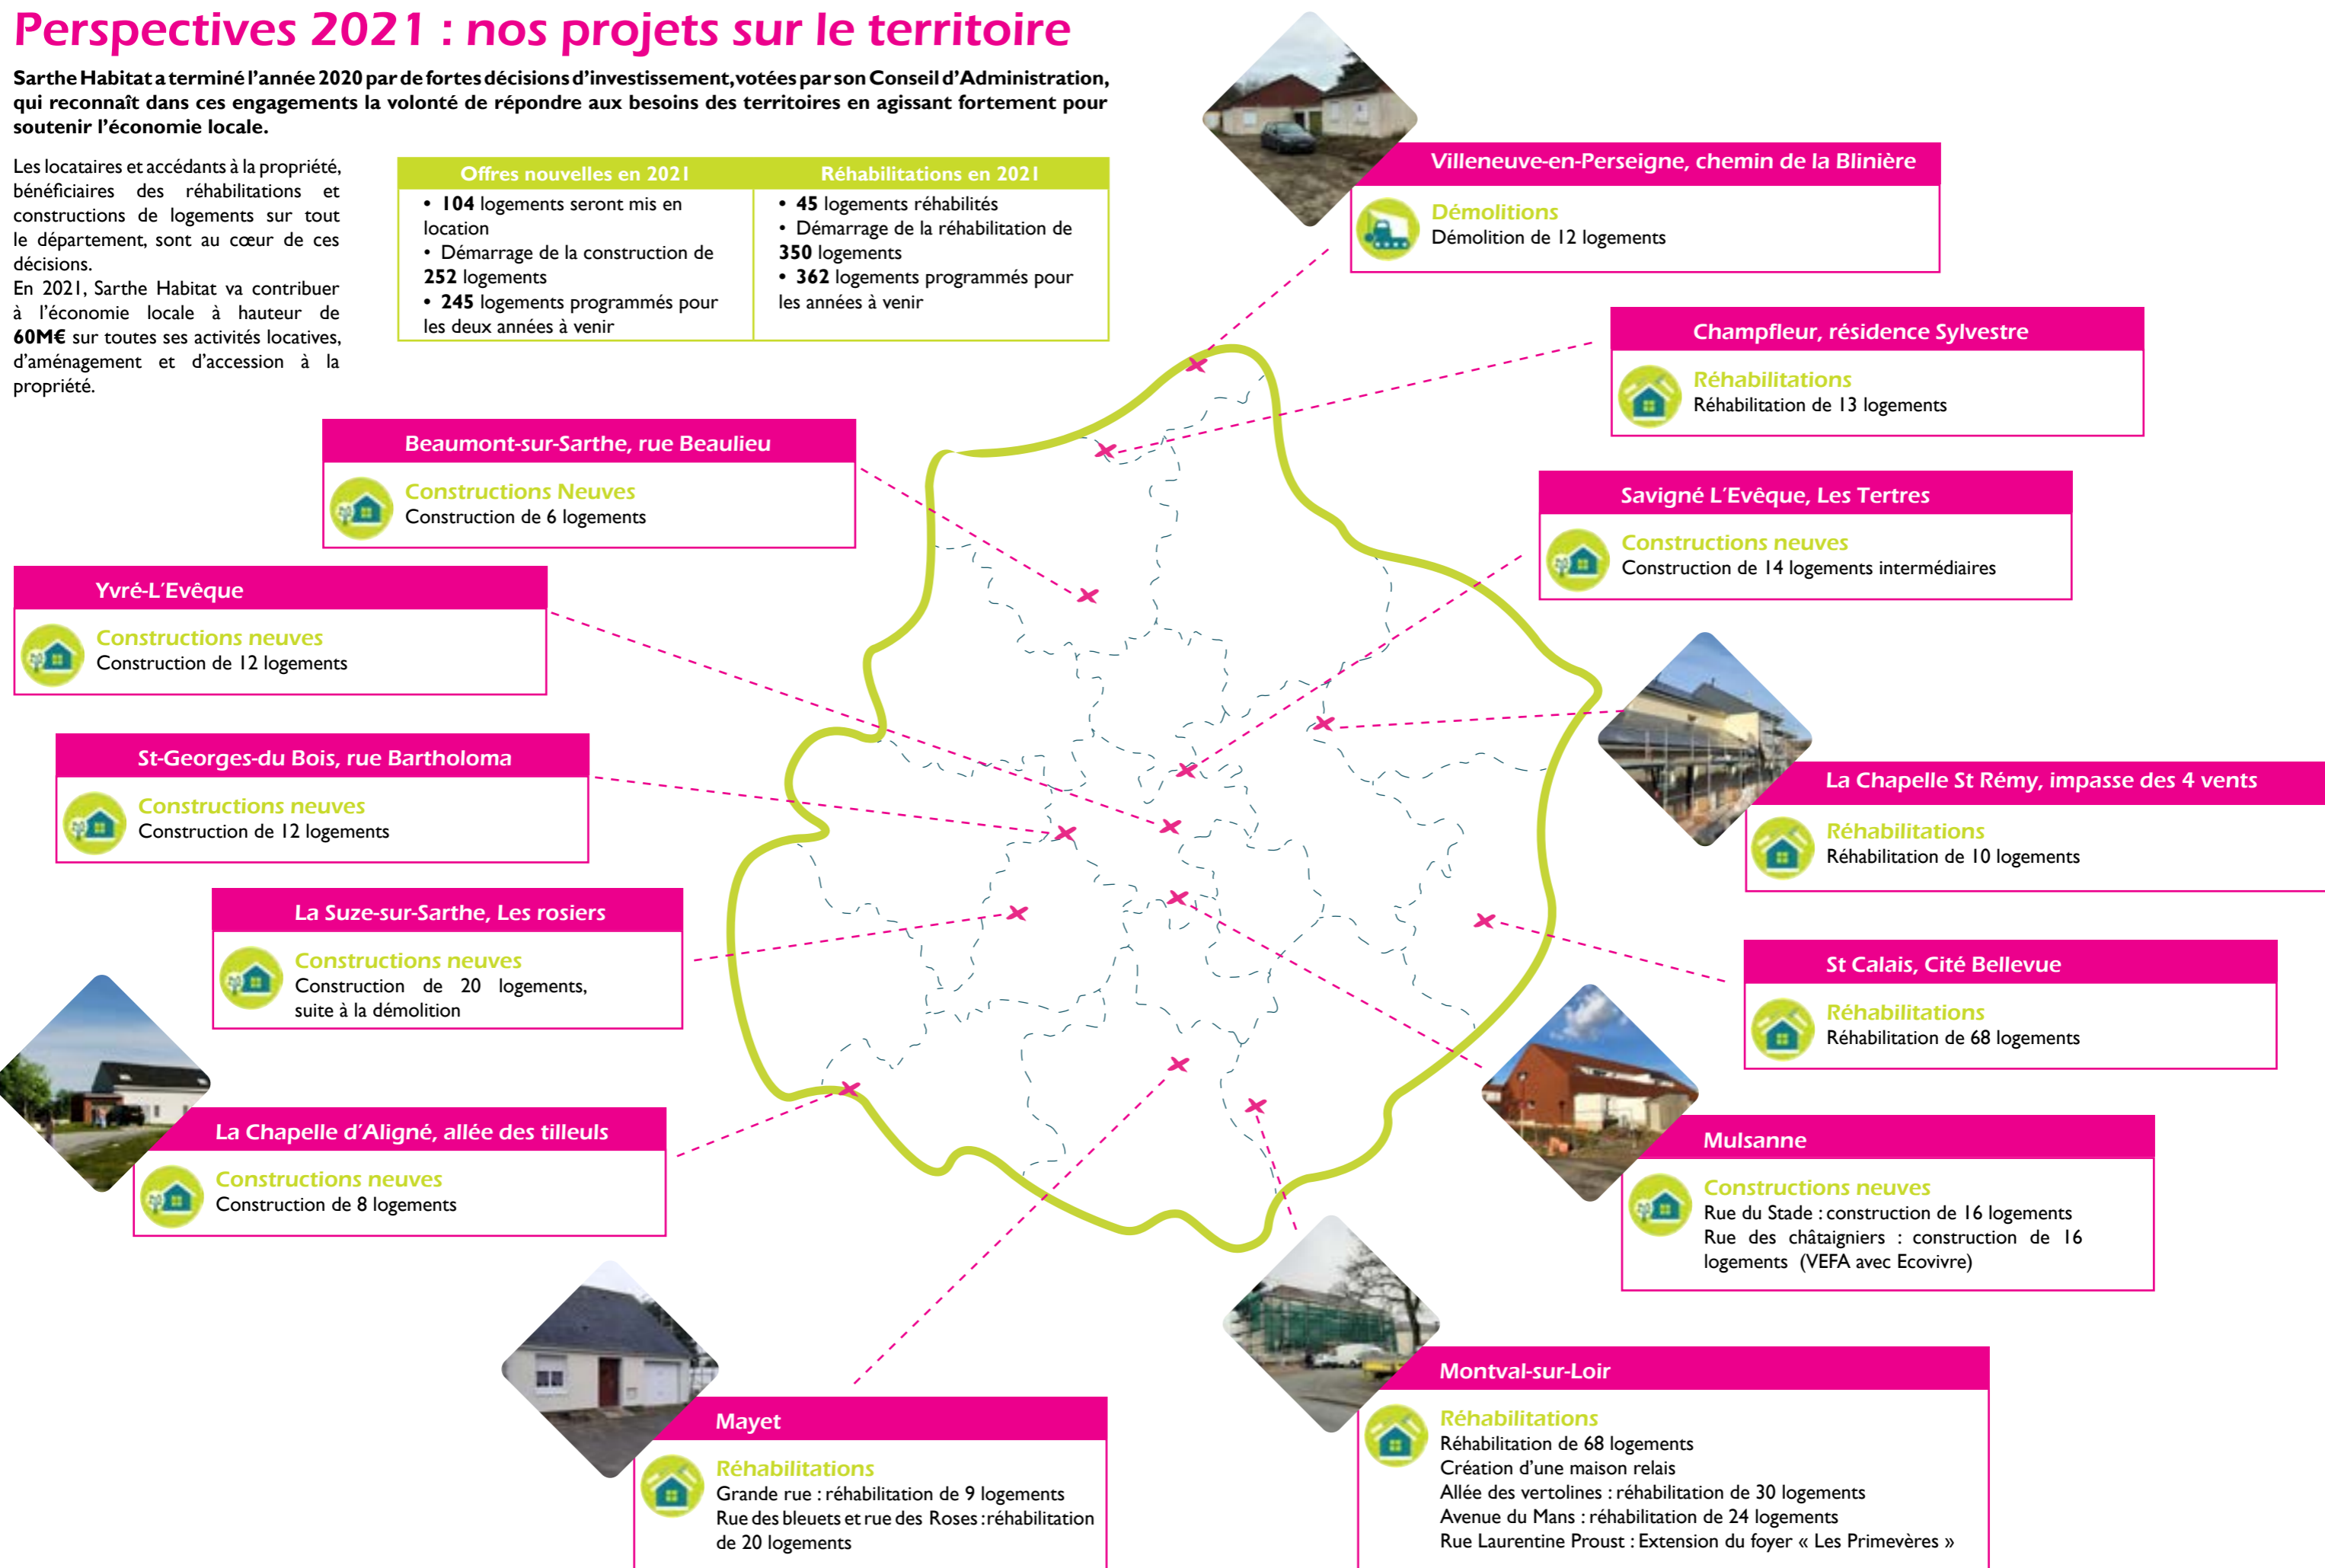 Perspectives 2021 : nos projets sur le territoire
Sarthe Habitat a terminé l'année 2020 par de fortes décisions d'investissement, votées par son Conseil d'Administration,
qui reconnaît dans ces engagements la volonté de répondre aux besoins des territoires en agissant fortement pour
soutenir l'économie locale.
Les locataires et accédants à la propriété,
bénéficiaires des réhabilitations et
constructions de logements sur tout
le département, sont au cœur de ces
décisions.
En 2021, Sarthe Habitat va contribuer
à l'économie locale à hauteur de
60M€ sur toutes ses activités locatives,
d'aménagement et d'accession à la
propriété.
Offres nouvelles en 2021
• 104 logements seront mis en
location
• Démarrage de la construction de
252 logements
• 245 logements programmés pour
les deux années à venir
Réhabilitations en 2021
• 45 logements réhabilités
• Démarrage de la réhabilitation de
350 logements
• 362 logements programmés pour
les années à venir
Villeneuve-en-Perseigne, chemin de la Blinière
Démolitions
Démolition de 12 logements
Champfleur, résidence Sylvestre
Réhabilitations
Réhabilitation de 13 logements
Beaumont-sur-Sarthe, rue Beaulieu
Constructions Neuves
Construction de 6 logements
Savigné L'Evêque, Les Tertres
Constructions neuves
Construction de 14 logements intermédiaires
Yvré-L'Evêque
Constructions neuves
Construction de 12 logements
St-Georges-du Bois, rue Bartholoma
Constructions neuves
Construction de 12 logements
La Chapelle St Rémy, impasse des 4 vents
Réhabilitations
Réhabilitation de 10 logements
La Suze-sur-Sarthe, Les rosiers
Constructions neuves
Construction de 20 logements,
suite à la démolition
St Calais, Cité Bellevue
Réhabilitations
Réhabilitation de 68 logements
La Chapelle d'Aligné, allée des tilleuls
Constructions neuves
Construction de 8 logements
Mulsanne
Constructions neuves
Rue du Stade : construction de 16 logements
Rue des châtaigniers : construction de 16
logements (VEFA avec Ecovivre)
Mayet
Réhabilitations
Grande rue : réhabilitation de 9 logements
Rue des bleuets et rue des Roses : réhabilitation
de 20 logements
Montval-sur-Loir
Réhabilitations
Réhabilitation de 68 logements
Création d'une maison relais
Allée des vertolines : réhabilitation de 30 logements
Avenue du Mans : réhabilitation de 24 logements
Rue Laurentine Proust : Extension du foyer « Les Primevères »